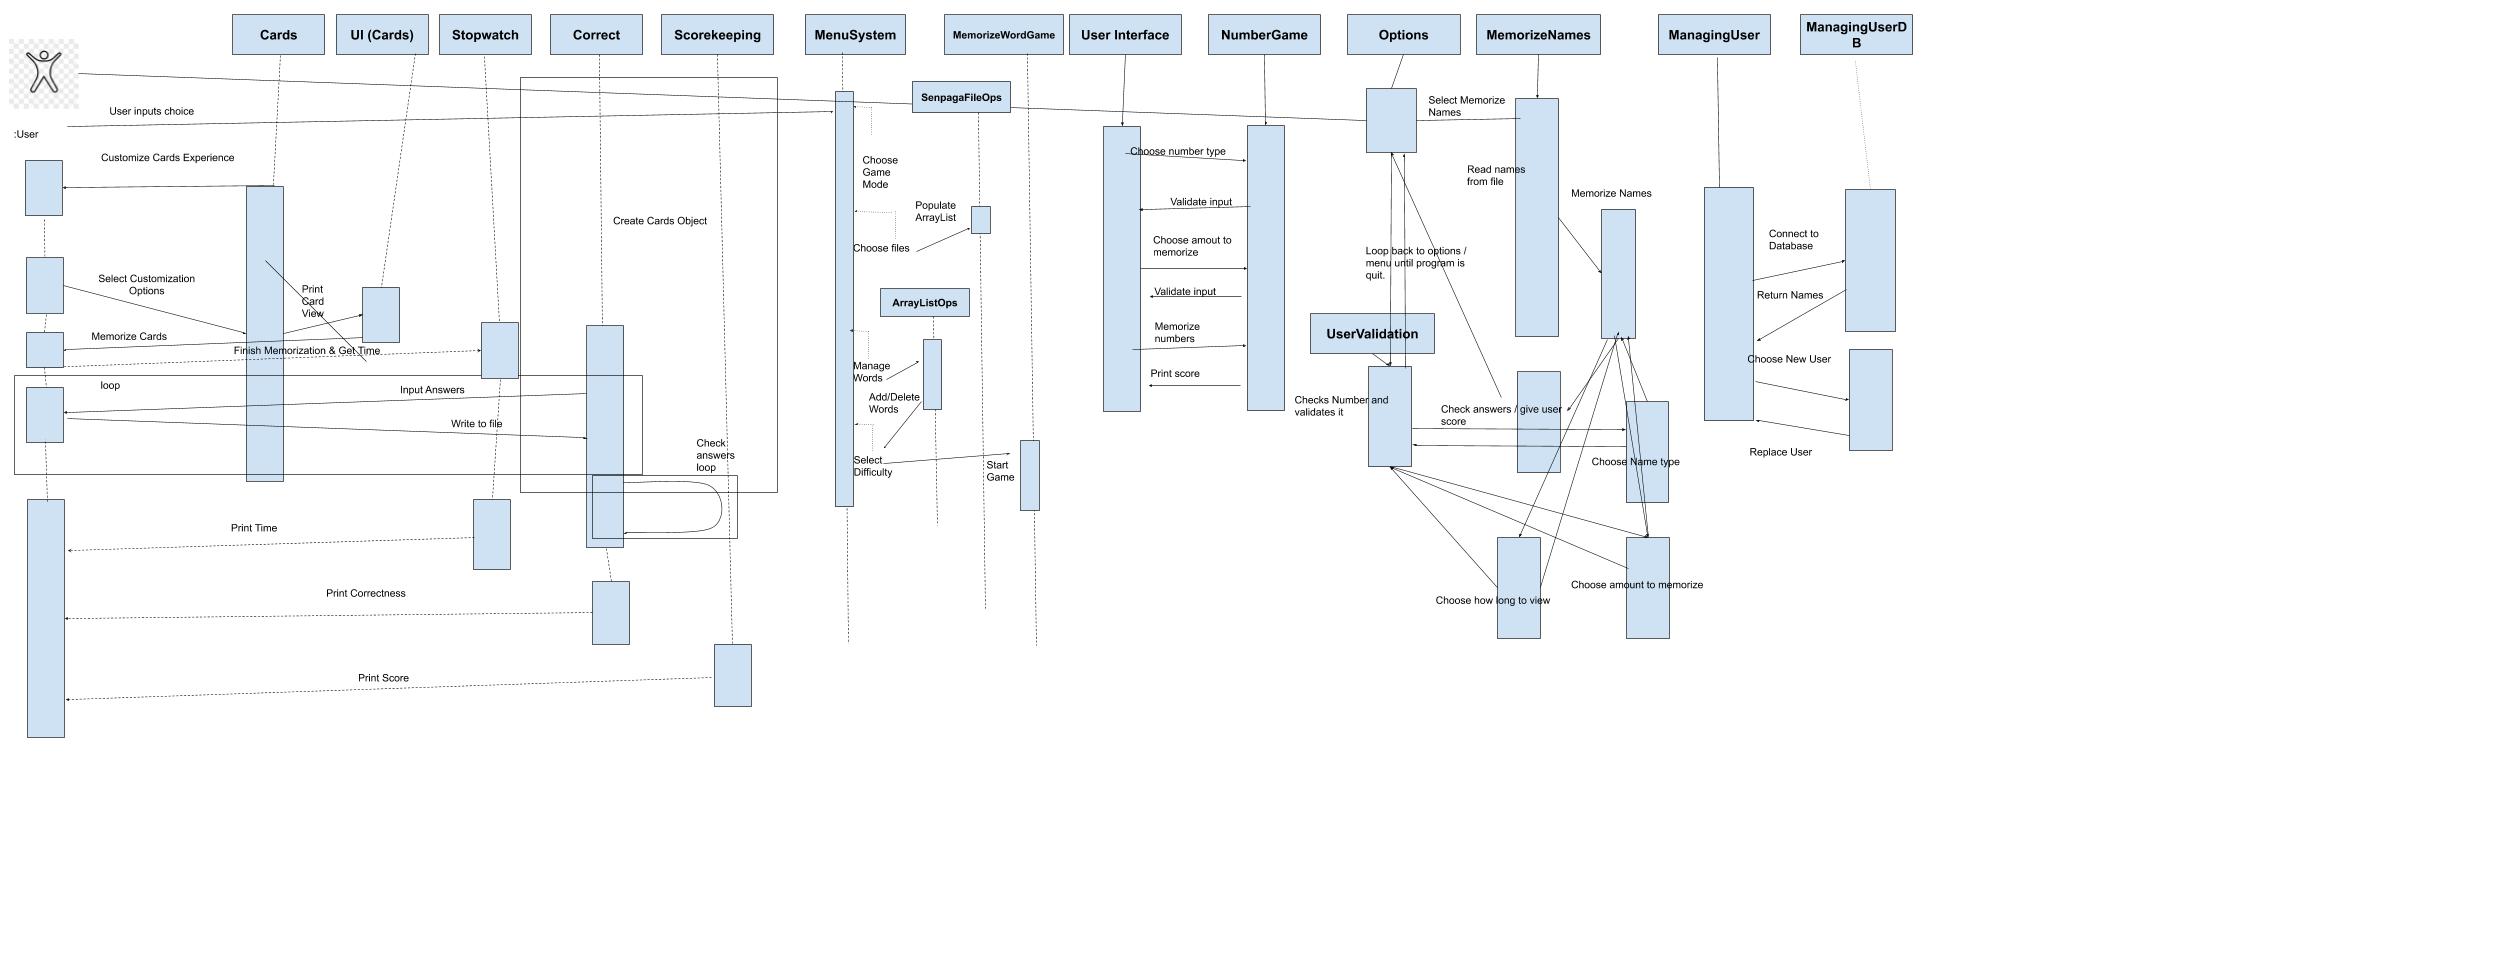 Cards
UI (Cards)
Stopwatch
Correct
Scorekeeping
MenuSystem
MemorizeWordGame
User Interface
NumberGame
Options
MemorizeNames
ManagingUser
ManagingUserD
B
SenpagaFileOps
Select Memorize
Names
User inputs choice
:User
Customize Cards Experience
Choose
Game
Mode
Choose number type
Read names
from file
Memorize Names
Populate
ArrayList
Validate input
Create Cards Object
Choose files
Choose amout to
memorize
Loop back to options /
menu until program is
quit.
Connect to
Database
Select Customization
Options
Print
Card
View
ArrayListOps
Validate input
Return Names
Memorize Cards
Finish Memorization & Get Time
Memorize
numbers
UserValidation
Choose New User
Manage
Words
Print score
loop
Input Answers
Add/Delete
Words
Checks Number and
validates it
Check answers / give user
score
Write to file
Check
answers
loop
Select
Difficulty
Start
Game
Choose Name type
Replace User
Print Time
Print Correctness
Choose how long to view
Choose amount to memorize
Print Score